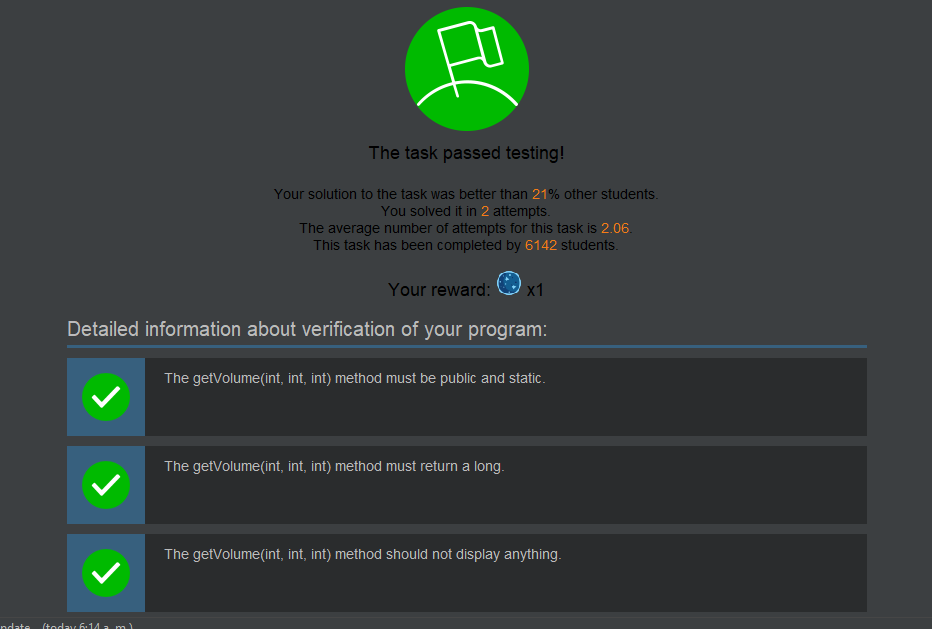 The task passed testing!
Your solution to the task was better than 21% other students.
You solved it in 2 attempts.
The average number of attempts for this task is 2.06.
This task has been completed by 6142 students.
Your reward: x1
Detailed information about verification of your program:
The getVolume(int, int, int) method must be public and static.
The getVolume(int, int, int) method must return a long.
The getVolume(int, int, int) method should not display anything.
(today 6:14 a. m.)